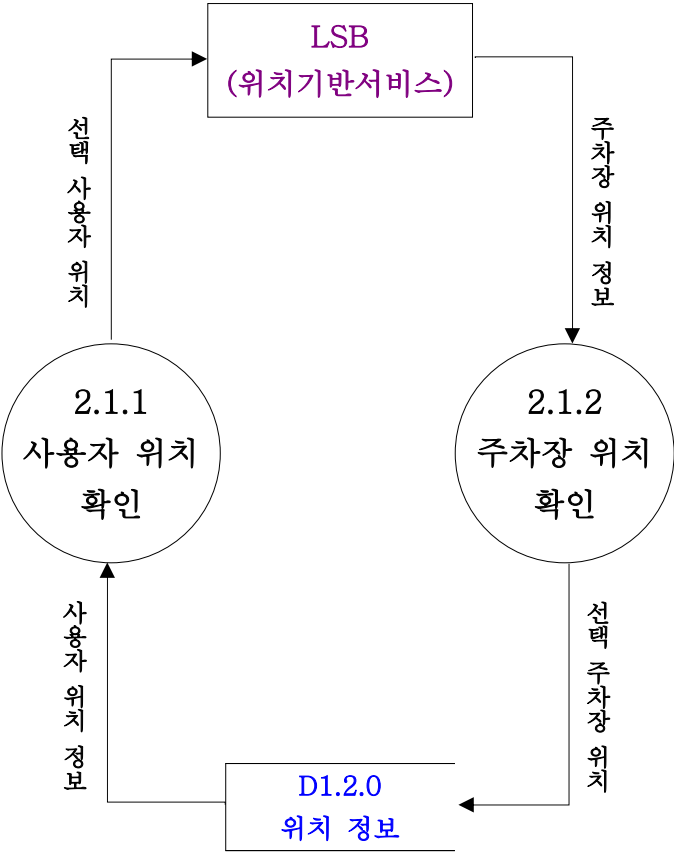 LSB
(위치기반서비스)
선택 사용자 위치
주차장 위치 정보
2.1.1
사용자 위치
확인
2.1.2
주차장 위치
확인
사용자 위치 정보
선택 주차장 위치
D1.2.0
위치 정보